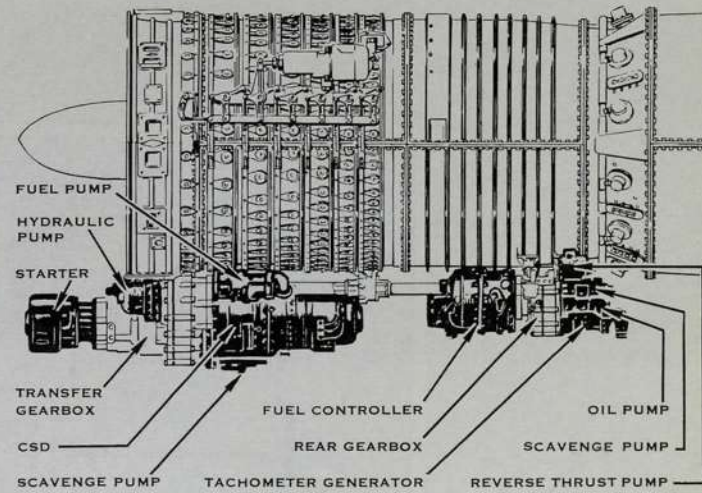 FUEL PUMP
HYDRAULIC
PUMP
STARTER
TRANSFER
GEARBOX
CSD
SCAVENGE PUMP
FUEL CONTROLLER
REAR GEARBOX
TACHOMETER GENERATOR
OIL PUMP
SCAVENGE PUMP
REVERSE THRUST PUMP